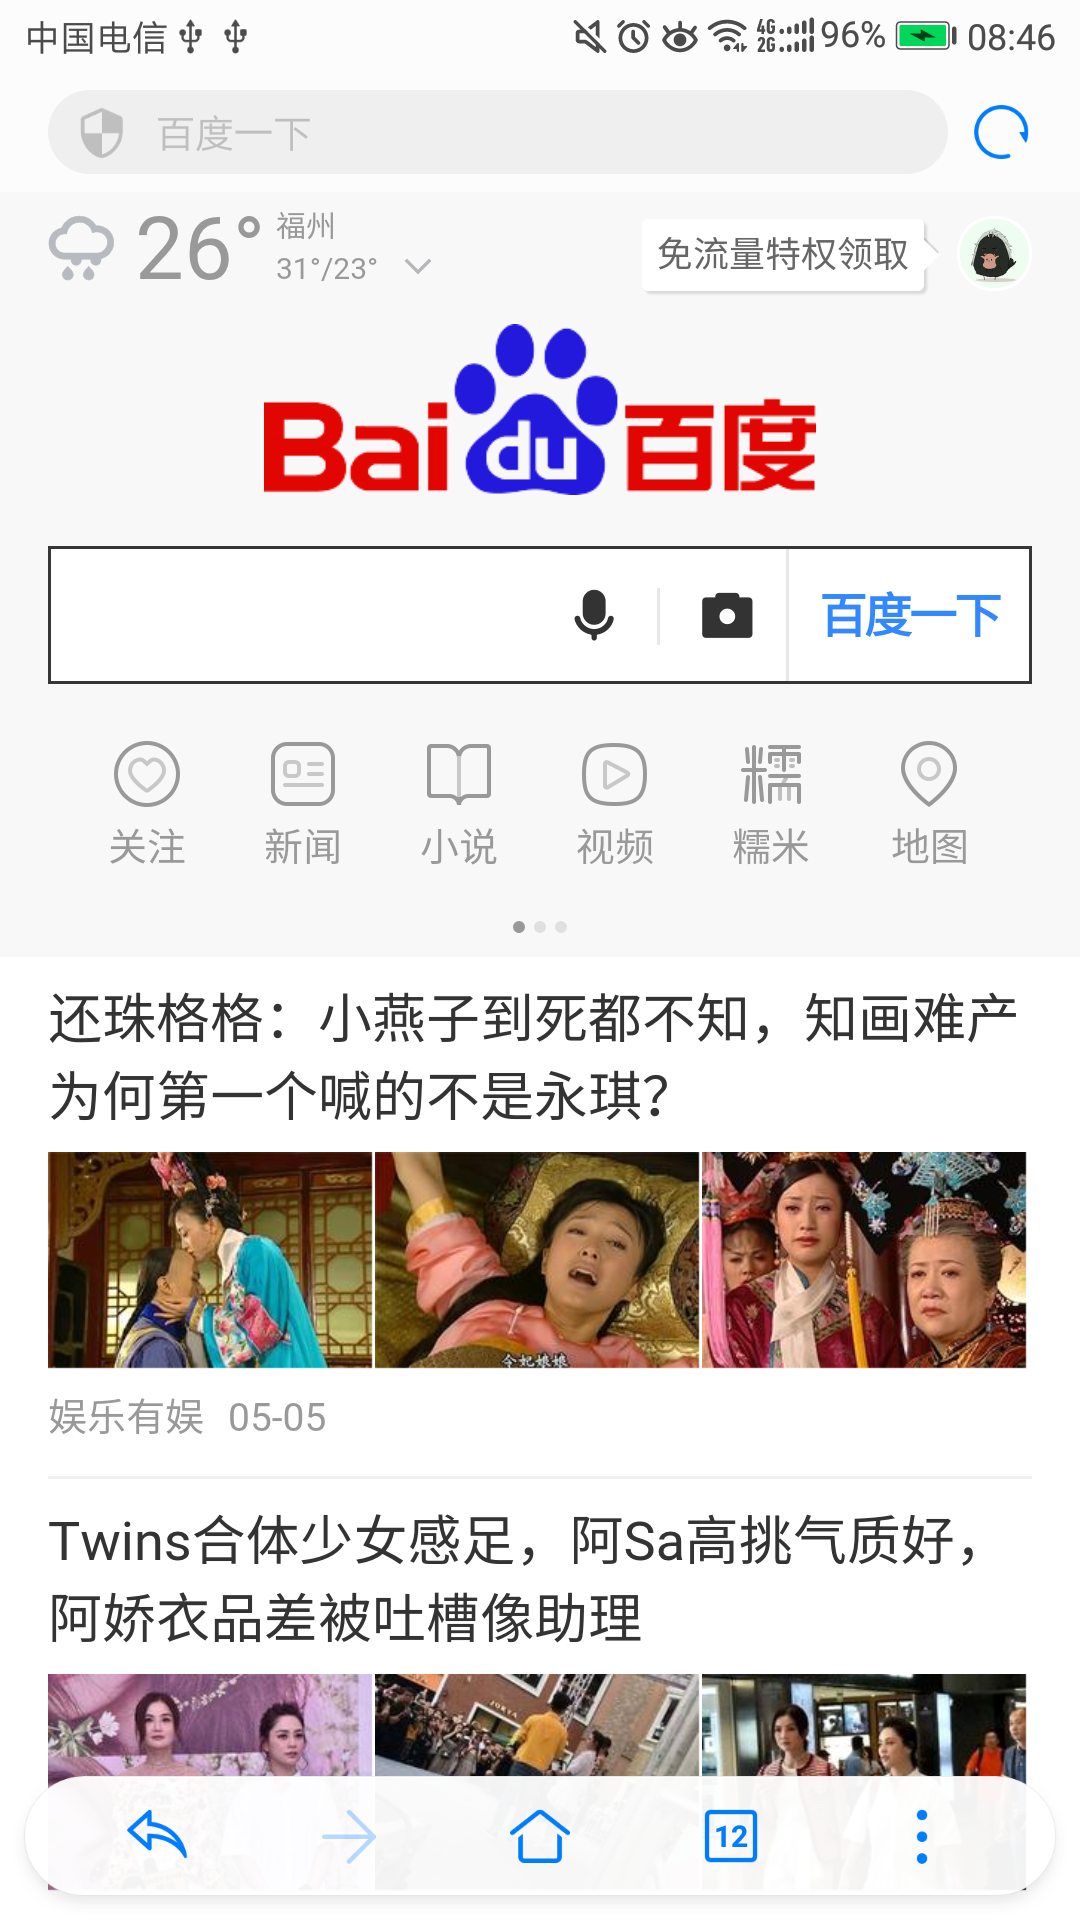 中国电信 4G 2G 96% 08:46
百度一下
26° 福州
31°/23°
免流量特权领取
Bai du 百度
百度一下
关注 新闻 小说 视频 糯米 地图
还珠格格：小燕子到死都不知，知画难产
为何第一个喊的不是永琪？
令妃娘娘
娱乐有娱 05-05
Twins合体少女感足，阿Sa高挑气质好，
阿娇衣品差被吐槽像助理
12